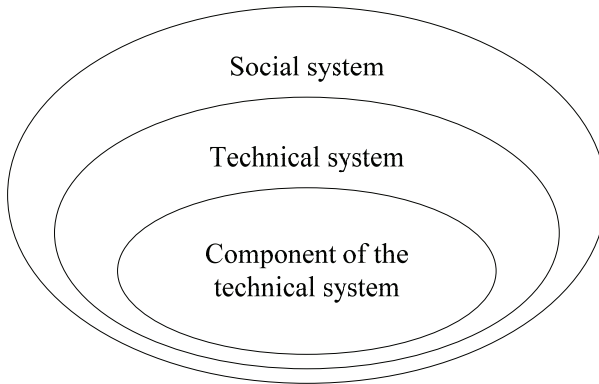 Social system
Technical system
Component of the
technical system